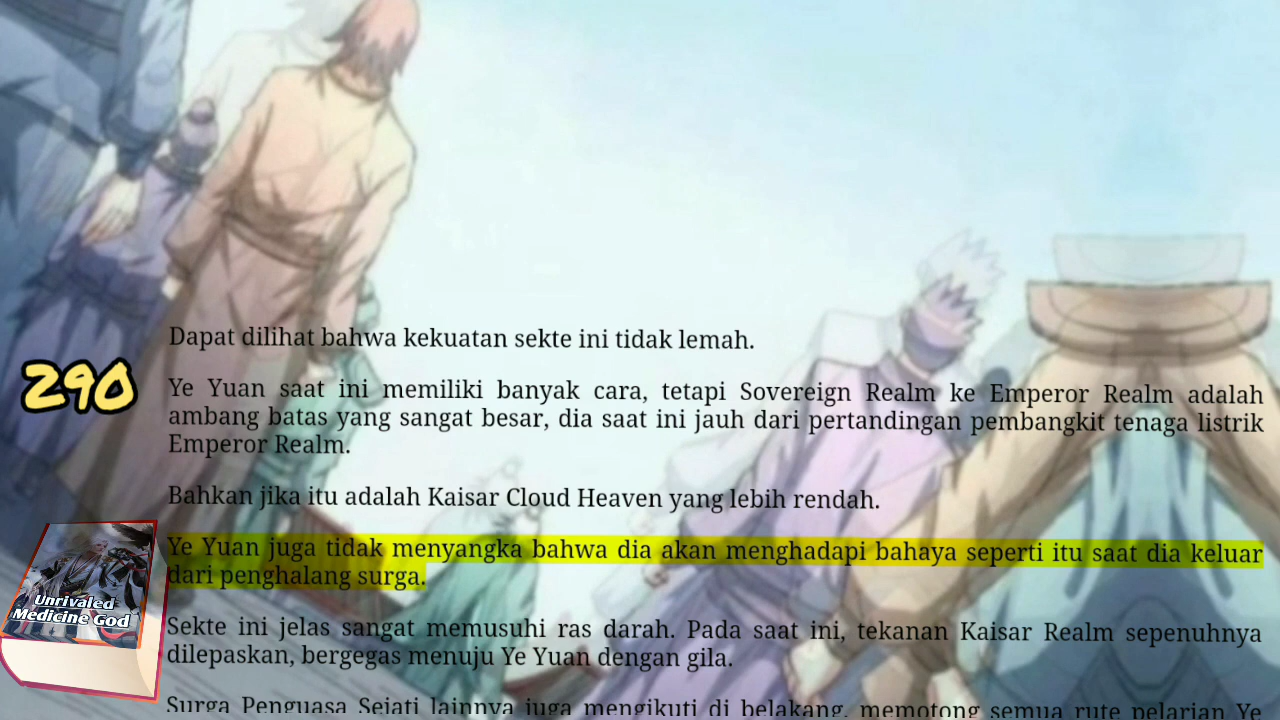 Dapat dilihat bahwa kekuatan sekte ini tidak lemah.
290
Ye Yuan saat ini memiliki banyak cara, tetapi Sovereign Realm ke Emperor Realm adalah
ambang batas yang sangat besar, dia saat ini jauh dari pertandingan pembangkit tenaga listrik
Emperor Realm.
Bahkan jika itu adalah Kaisar Cloud Heaven yang lebih rendah.
Ye Yuan juga tidak menyangka bahwa dia akan menghadapi bahaya seperti itu saat dia keluar
dari penghalang surga.
Unrivaled
Medicine God
Sekte ini jelas sangat memusuhi ras darah. Pada saat ini, tekanan Kaisar Realm sepenuhnya
dilepaskan, bergegas menuju Ye Yuan dengan gila.
Surga Penguasa Sejati lainnya juga mengikuti di belakang, memotong semua rute pelarian Ye